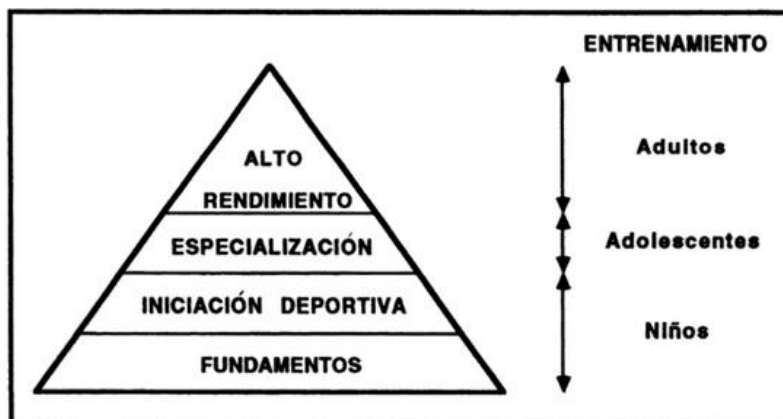 ENTRENAMIENTO
ALTO
RENDIMIENTO
Adultos
ESPECIALIZACIÓN
Adolescentes
INICIACIÓN DEPORTIVA
Niños
FUNDAMENTOS